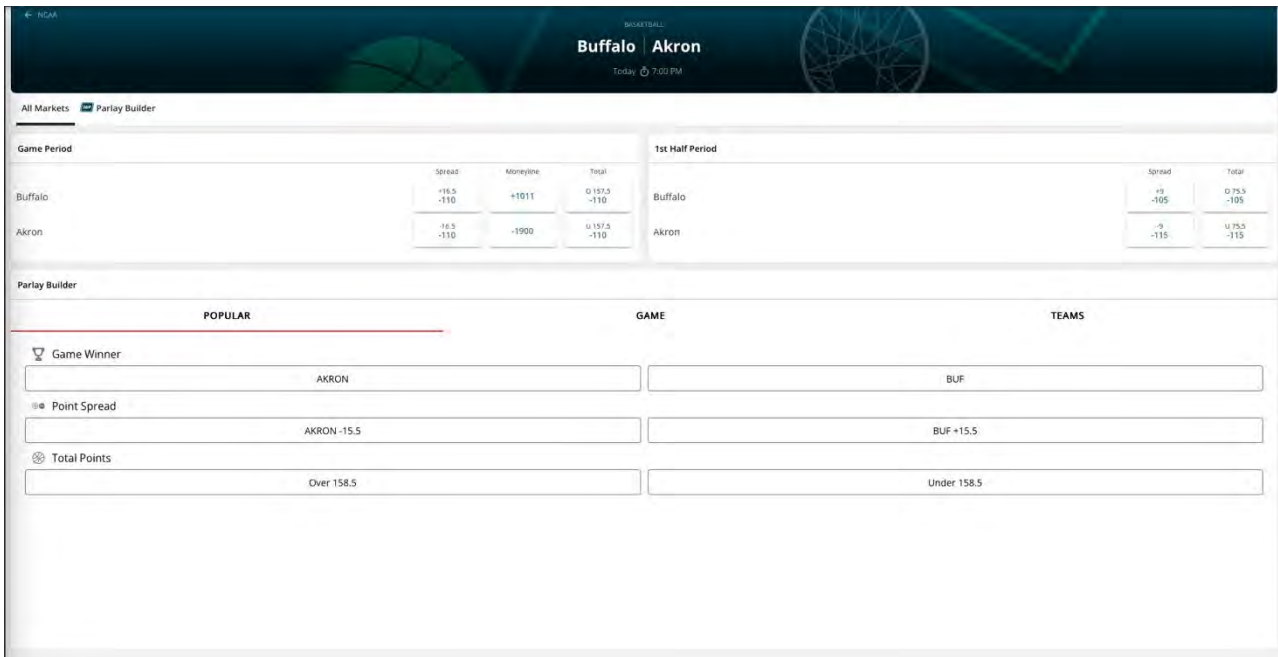 ← NCAA
BASKETBALL
Buffalo Akron
Today 7:00 PM
All Markets Parlay Builder
Game Period
Spread Moneyline Total
Buffalo +16.5 -110 +1011 O 157.5 -110
Akron -16.5 -110 -1900 U 157.5 -110
1st Half Period
Spread Total
Buffalo +9 -105 O 75.5 -105
Akron -9 -115 U 75.5 -115
Parlay Builder
POPULAR GAME TEAMS
Game Winner
AKRON BUF
Point Spread
AKRON -15.5 BUF +15.5
Total Points
Over 158.5 Under 158.5